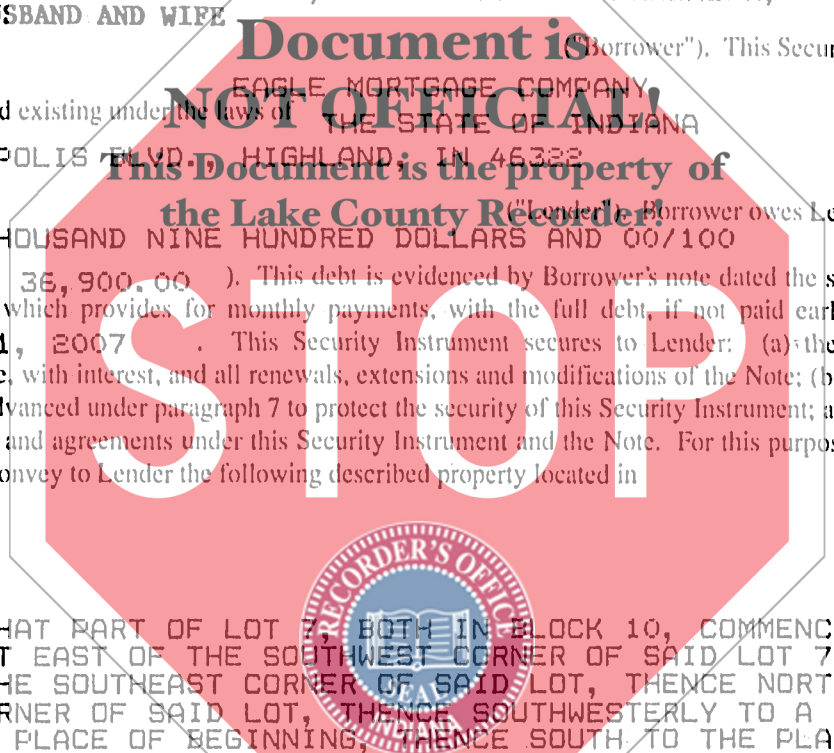 USBAND AND WIFE
Document is
("Borrower"). This Secur
EAGLE MORTGAGE COMPANY,
NOT OFFICIAL!
d existing under the laws of THE STATE OF INDIANA
POLIS BLVD. HIGHLAND, IN 46322
This Document is the property of
the Lake County Recorder!
("Lender"). Borrower owes Le
HOUSAND NINE HUNDRED DOLLARS AND 00/100
36,900.00 ). This debt is evidenced by Borrower's note dated the s
which provides for monthly payments, with the full debt, if not paid earl
1, 2007 . This Security Instrument secures to Lender: (a) the
e, with interest, and all renewals, extensions and modifications of the Note; (b
dvanced under paragraph 7 to protect the security of this Security Instrument; a
and agreements under this Security Instrument and the Note. For this purpos
onvey to Lender the following described property located in
STOP
RECORDER'S OFFICE
SEAL
INDIANA
HAT PART OF LOT BOTH IN BLOCK 10, COMMENC
T EAST OF THE SOUTHWEST CORNER OF SAID LOT 7
HE SOUTHEAST CORNER OF SAID LOT, THENCE NORT
RNER OF SAID LOT, THENCE SOUTHWESTERLY TO A
PLACE OF BEGINNING, THENCE SOUTH TO THE PLA